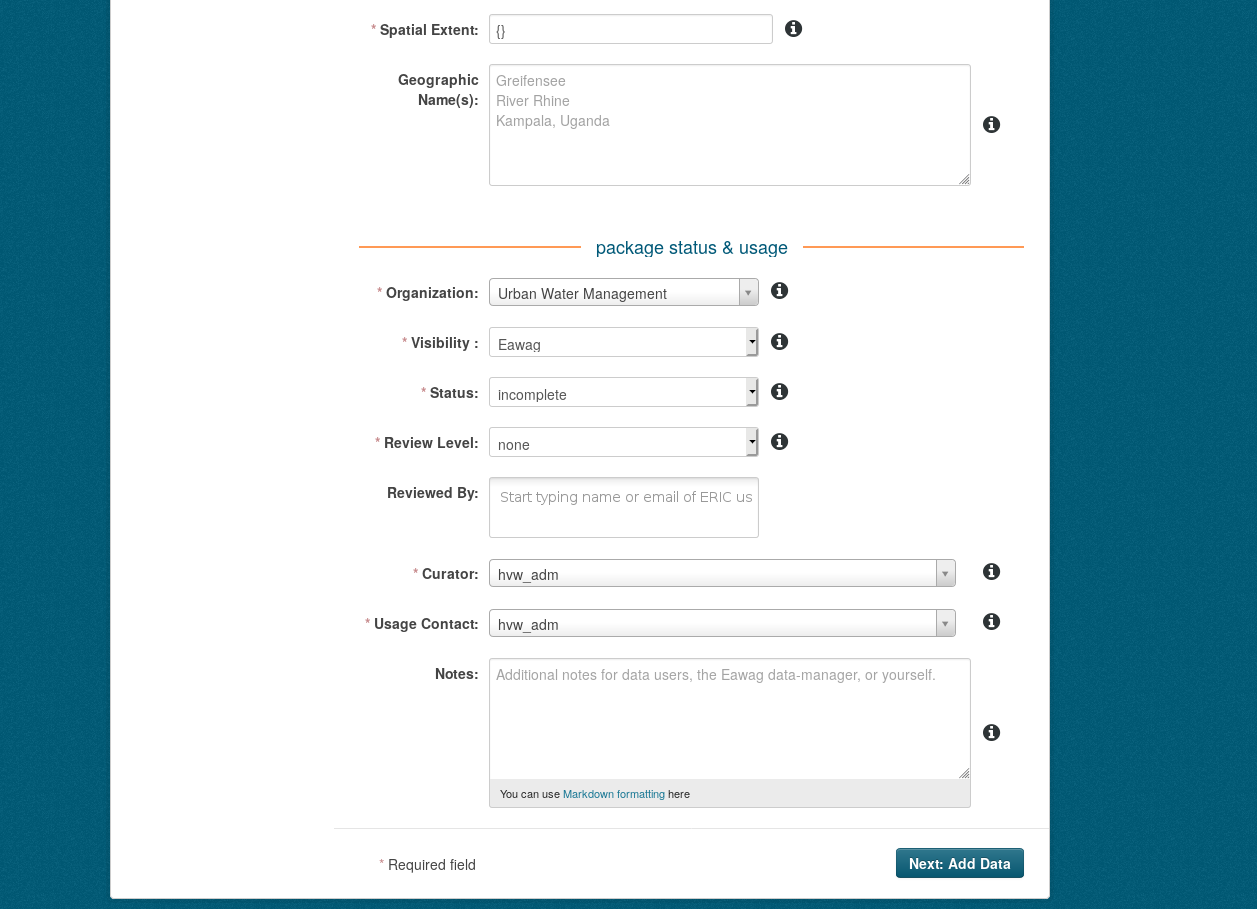 * Spatial Extent: {}
Geographic
Name(s):
Greifensee
River Rhine
Kampala, Uganda
package status & usage
* Organization: Urban Water Management
* Visibility : Eawag
* Status: incomplete
* Review Level: none
Reviewed By: Start typing name or email of ERIC us
* Curator: hvw_adm
* Usage Contact: hvw_adm
Notes: Additional notes for data users, the Eawag data-manager, or yourself.
You can use Markdown formatting here
* Required field
Next: Add Data